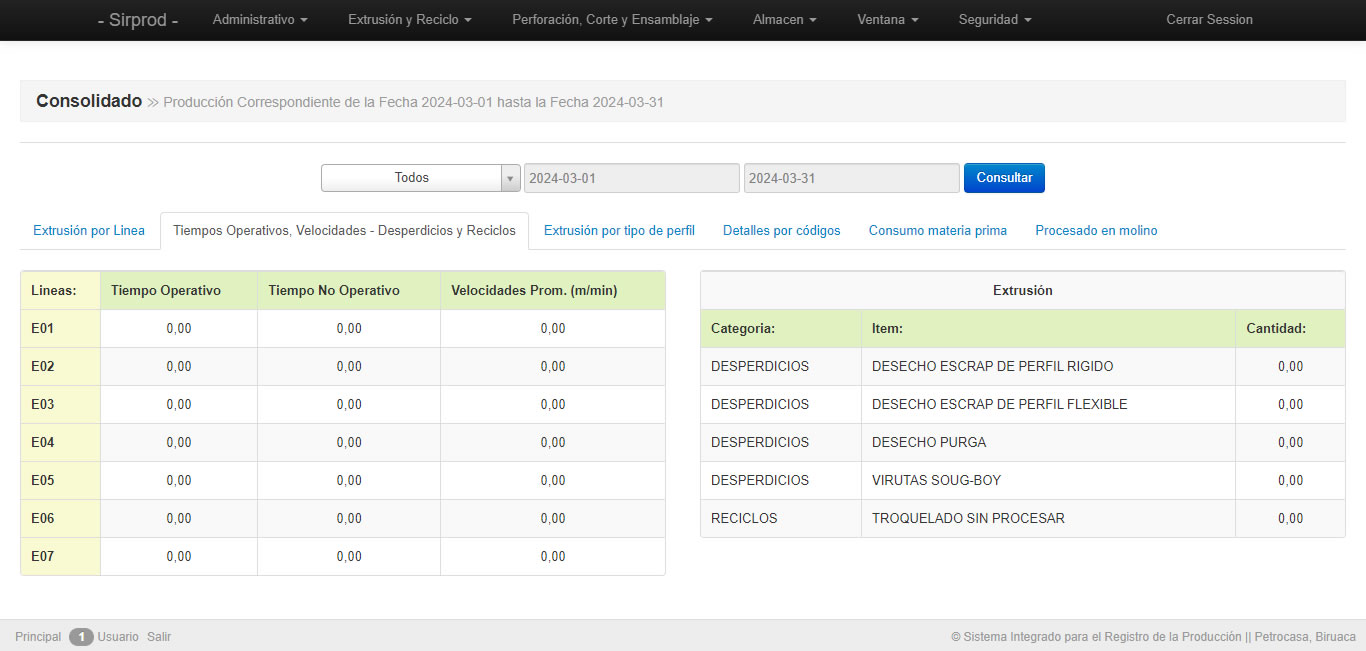 - Sirprod - Administrativo Extrusión y Reciclo Perforación, Corte y Ensamblaje Almacen Ventana Seguridad Cerrar Session
Consolidado » Producción Correspondiente de la Fecha 2024-03-01 hasta la Fecha 2024-03-31
Todos 2024-03-01 2024-03-31 Consultar
Extrusión por Linea Tiempos Operativos, Velocidades - Desperdicios y Reciclos Extrusión por tipo de perfil Detalles por códigos Consumo materia prima Procesado en molino
Lineas: Tiempo Operativo Tiempo No Operativo Velocidades Prom. (m/min)
E01 0,00 0,00 0,00
E02 0,00 0,00 0,00
E03 0,00 0,00 0,00
E04 0,00 0,00 0,00
E05 0,00 0,00 0,00
E06 0,00 0,00 0,00
E07 0,00 0,00 0,00
Extrusión
Categoria: Item: Cantidad:
DESPERDICIOS DESECHO ESCRAP DE PERFIL RIGIDO 0,00
DESPERDICIOS DESECHO ESCRAP DE PERFIL FLEXIBLE 0,00
DESPERDICIOS DESECHO PURGA 0,00
DESPERDICIOS VIRUTAS SOUG-BOY 0,00
RECICLOS TROQUELADO SIN PROCESAR 0,00
Principal 1 Usuario Salir © Sistema Integrado para el Registro de la Producción || Petrocasa, Biruaca